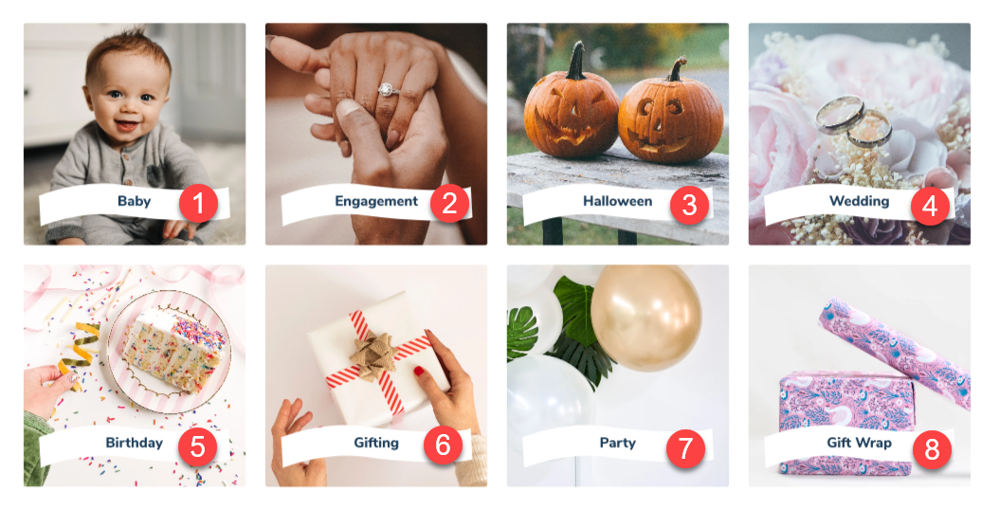 Baby 1
Engagement 2
Halloween 3
Wedding 4
Birthday 5
Gifting 6
Party 7
Gift Wrap 8